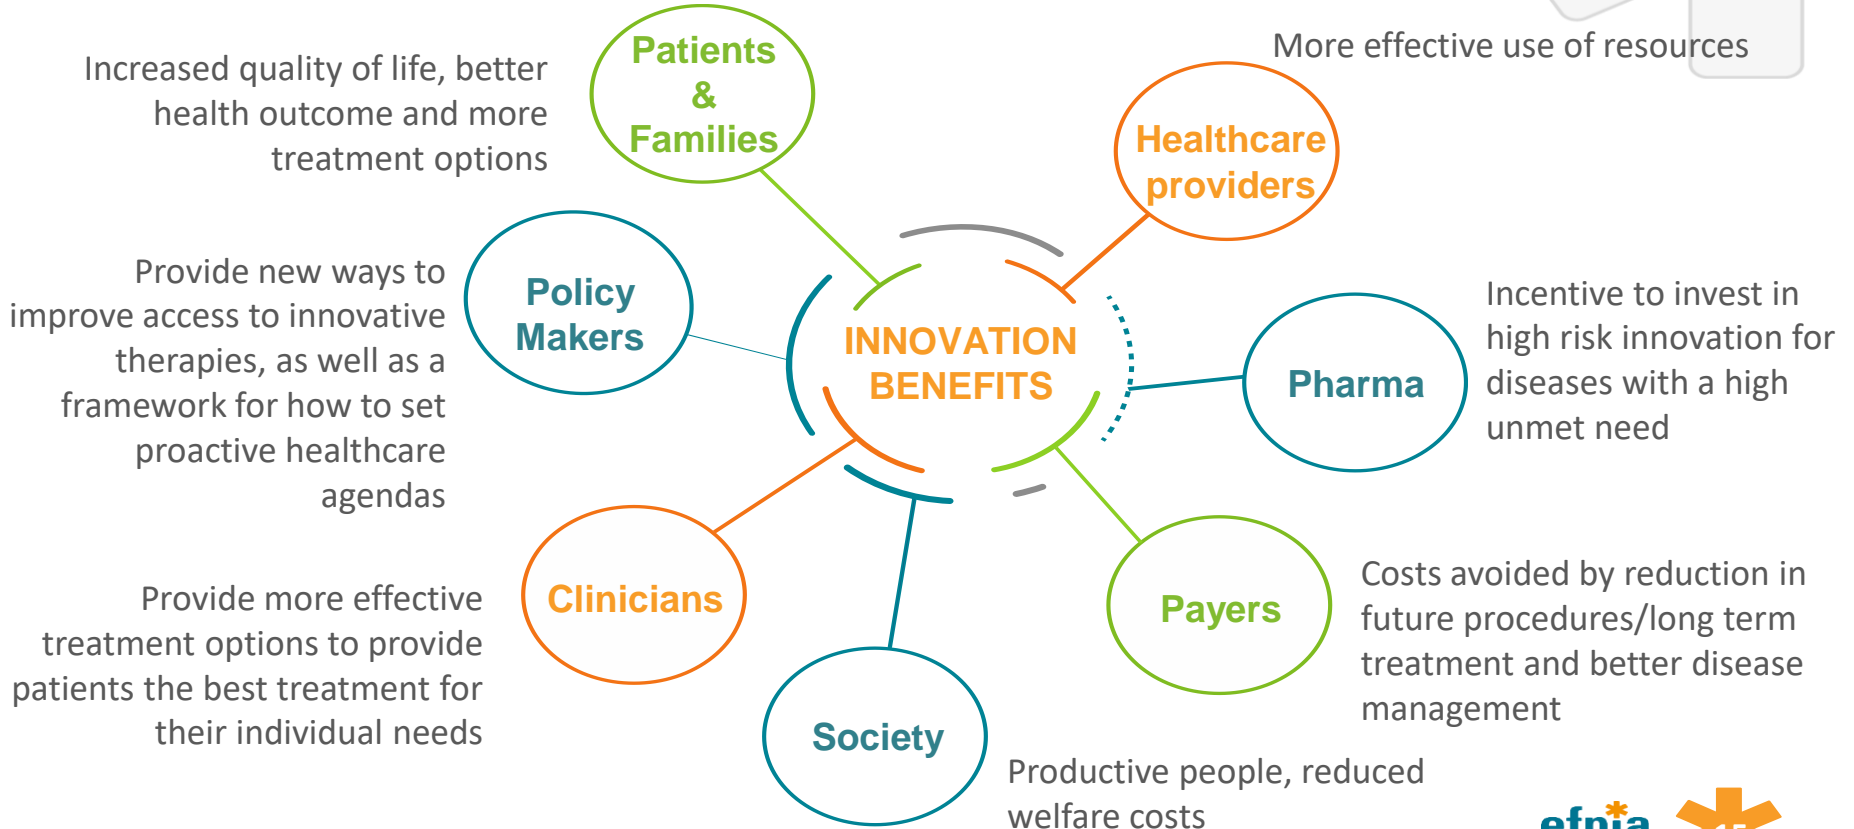 Increased quality of life, better
health outcome and more
treatment options
Patients
&
Families
More effective use of resources
Healthcare
providers
Provide new ways to
improve access to innovative
therapies, as well as a
framework for how to set
proactive healthcare
agendas
Policy
Makers
INNOVATION
BENEFITS
Pharma
Incentive to invest in
high risk innovation for
diseases with a high
unmet need
Provide more effective
treatment options to provide
patients the best treatment for
their individual needs
Clinicians
Society
Productive people, reduced
welfare costs
Payers
Costs avoided by reduction in
future procedures/long term
treatment and better disease
management
efpia